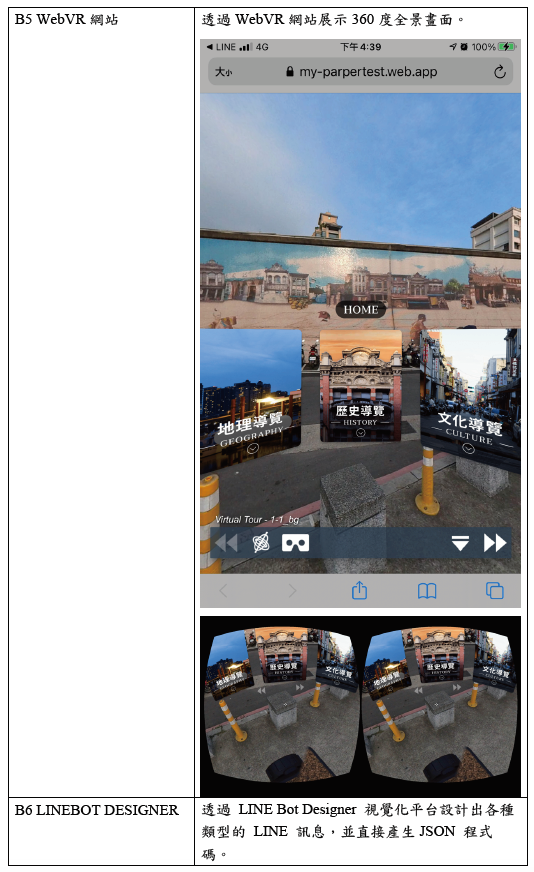 B5 WebVR 網站
透過 WebVR 網站展示 360 度全景畫面。
LINE 4G 下午 4:39 100%
大小 my-parpertest.web.app
HOME
地理導覽
GEOGRAPHY
歷史導覽
HISTORY
文化導覽
CULTURE
Virtual Tour - 1-1_bg
地理導覽
歷史導覽
文化導覽
地理導覽
歷史導覽
文化導覽
B6 LINEBOT DESIGNER
透過 LINE Bot Designer 視覺化平台設計出各種
類型的 LINE 訊息，並直接產生 JSON 程式
碼。